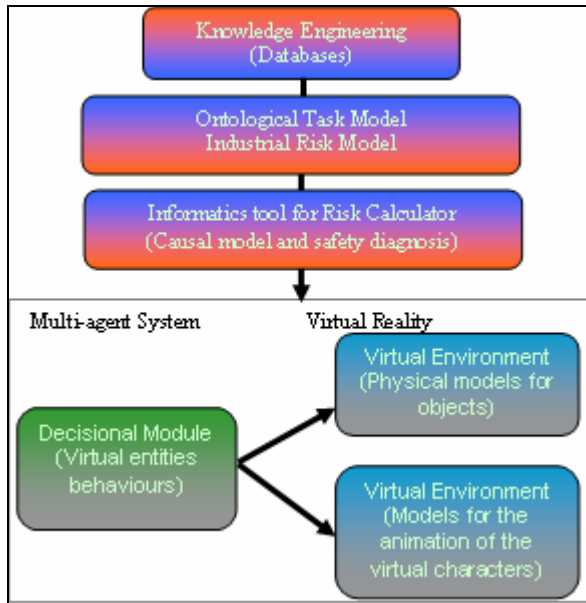 Knowledge Engineering
(Databases)
Ontological Task Model
Industrial Risk Model
Informatics tool for Risk Calculator
(Causal model and safety diagnosis)
Multi-agent System
Virtual Reality
Virtual Environment
(Physical models for
objects)
Decisional Module
(Virtual entities
behaviours)
Virtual Environment
(Models for the
animation of the
virtual characters)